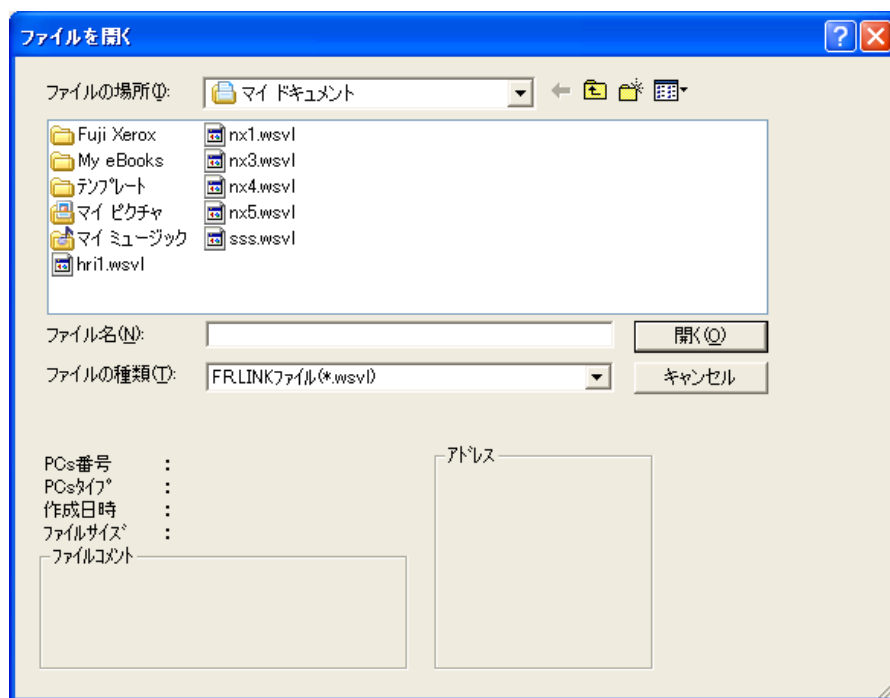 ファイルを開く
ファイルの場所(I):
マイ ドキュメント
Fuji Xerox
My eBooks
テンプレート
マイ ピクチャ
マイ ミュージック
hri1.wsvl
nx1.wsvl
nx3.wsvl
nx4.wsvl
nx5.wsvl
sss.wsvl
ファイル名(N):
開く(O)
ファイルの種類(T):
FR.LINKファイル(*.wsvl)
キャンセル
PCs番号 :
PCsタイプ :
作成日時 :
ファイルサイズ :
ファイルコメント
アドレス